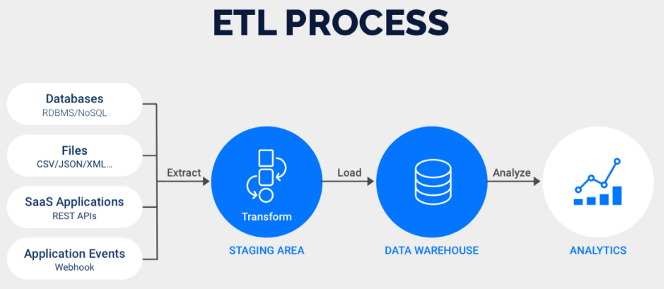 ETL PROCESS
Databases
RDBMS/NoSQL
Files
CSV/JSON/XML...
SaaS Applications
REST APIs
Application Events
Webhook
Extract
Transform
STAGING AREA
Load
DATA WAREHOUSE
Analyze
ANALYTICS